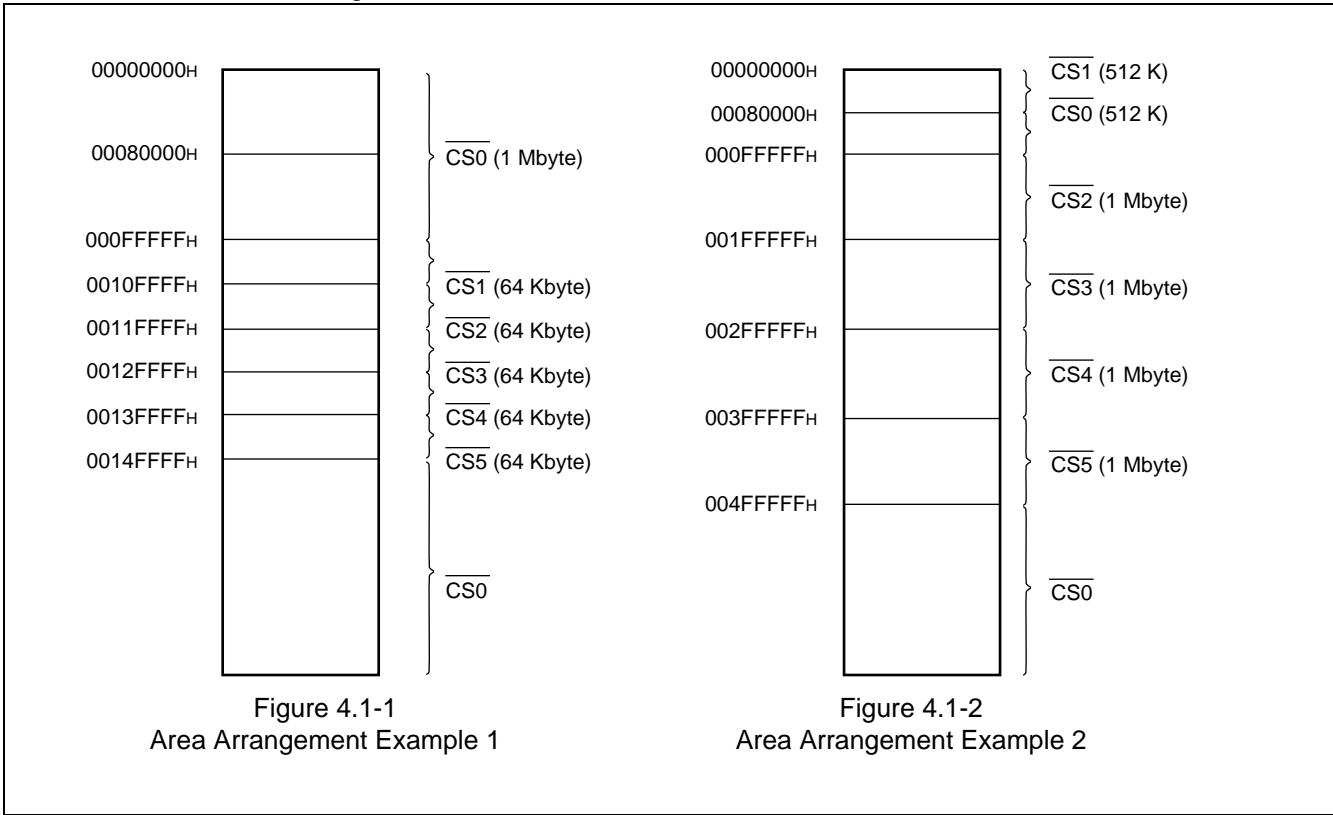 00000000H
00080000H
000FFFFFH
0010FFFFH
0011FFFFH
0012FFFFH
0013FFFFH
0014FFFFH
CS0 (1 Mbyte)
CS1 (64 Kbyte)
CS2 (64 Kbyte)
CS3 (64 Kbyte)
CS4 (64 Kbyte)
CS5 (64 Kbyte)
CS0
Figure 4.1-1
Area Arrangement Example 1
00000000H
00080000H
000FFFFFH
001FFFFFH
002FFFFFH
003FFFFFH
004FFFFFH
CS1 (512 K)
CS0 (512 K)
CS2 (1 Mbyte)
CS3 (1 Mbyte)
CS4 (1 Mbyte)
CS5 (1 Mbyte)
CS0
Figure 4.1-2
Area Arrangement Example 2